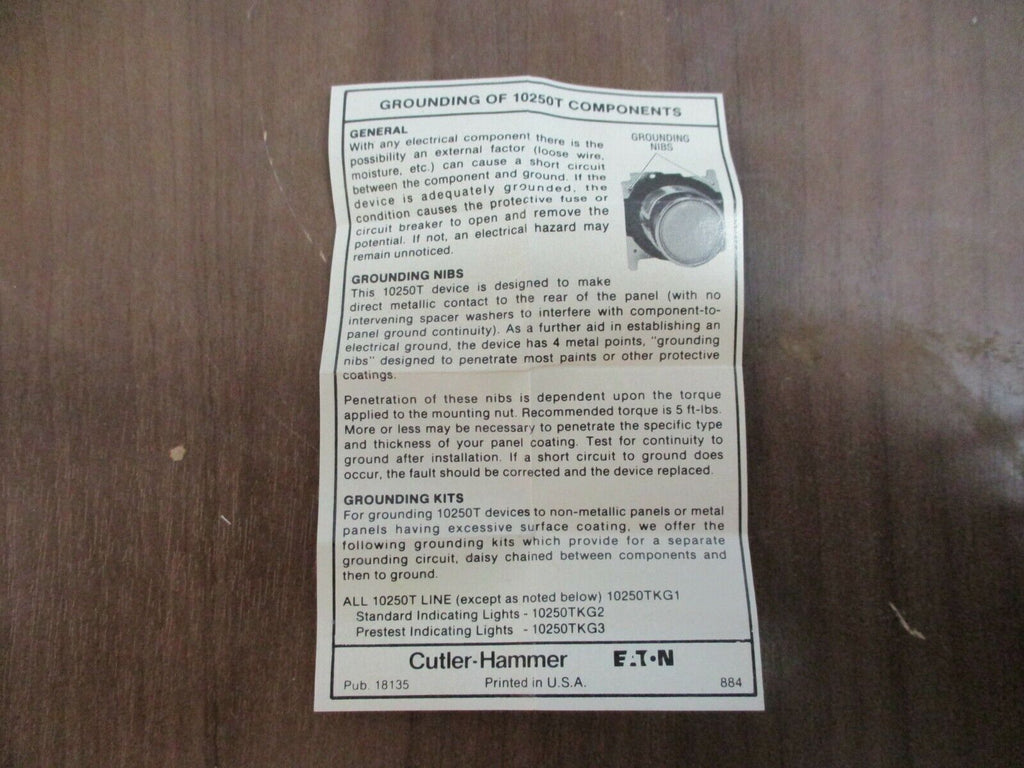 GROUNDING OF 10250T COMPONENTS
GENERAL
With any electrical component there is the
possibility an external factor (loose wire,
moisture, etc.) can cause a short circuit
between the component and ground. If the
device is adequately grounded, the
condition causes the protective fuse or
circuit breaker to open and remove the
potential. If not, an electrical hazard may
remain unnoticed.
GROUNDING
NIBS
GROUNDING NIBS
This 10250T device is designed to make
direct metallic contact to the rear of the panel (with no
intervening spacer washers to interfere with component-to-
panel ground continuity). As a further aid in establishing an
electrical ground, the device has 4 metal points, "grounding
nibs" designed to penetrate most paints or other protective
coatings.
Penetration of these nibs is dependent upon the torque
applied to the mounting nut. Recommended torque is 5 ft-lbs.
More or less may be necessary to penetrate the specific type
and thickness of your panel coating. Test for continuity to
ground after installation. If a short circuit to ground does
occur, the fault should be corrected and the device replaced.
GROUNDING KITS
For grounding 10250T devices to non-metallic panels or metal
panels having excessive surface coating, we offer the
following grounding kits which provide for a separate
grounding circuit, daisy chained between components and
then to ground.
ALL 10250T LINE (except as noted below) 10250TKG1
Standard Indicating Lights - 10250TKG2
Prestest Indicating Lights - 10250TKG3
Cutler-Hammer EAT•N
Pub. 18135 Printed in U.S.A. 884